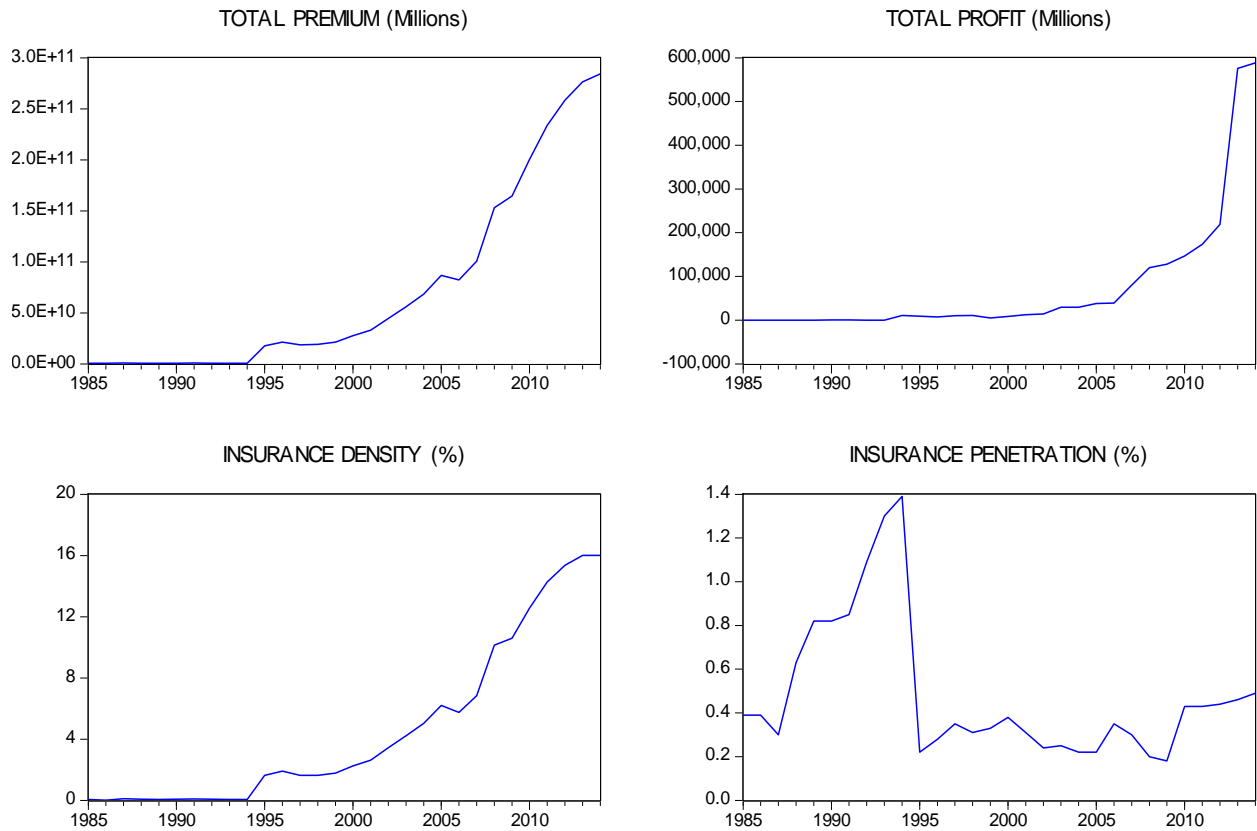 TOTAL PREMIUM (Millions)
3.0E+11
2.5E+11
2.0E+11
1.5E+11
1.0E+11
5.0E+10
0.0E+00
1985 1990 1995 2000 2005 2010
TOTAL PROFIT (Millions)
600,000
500,000
400,000
300,000
200,000
100,000
0
-100,000
1985 1990 1995 2000 2005 2010
INSURANCE DENSITY (%)
20
16
12
8
4
0
1985 1990 1995 2000 2005 2010
INSURANCE PENETRATION (%)
1.4
1.2
1.0
0.8
0.6
0.4
0.2
0.0
1985 1990 1995 2000 2005 2010